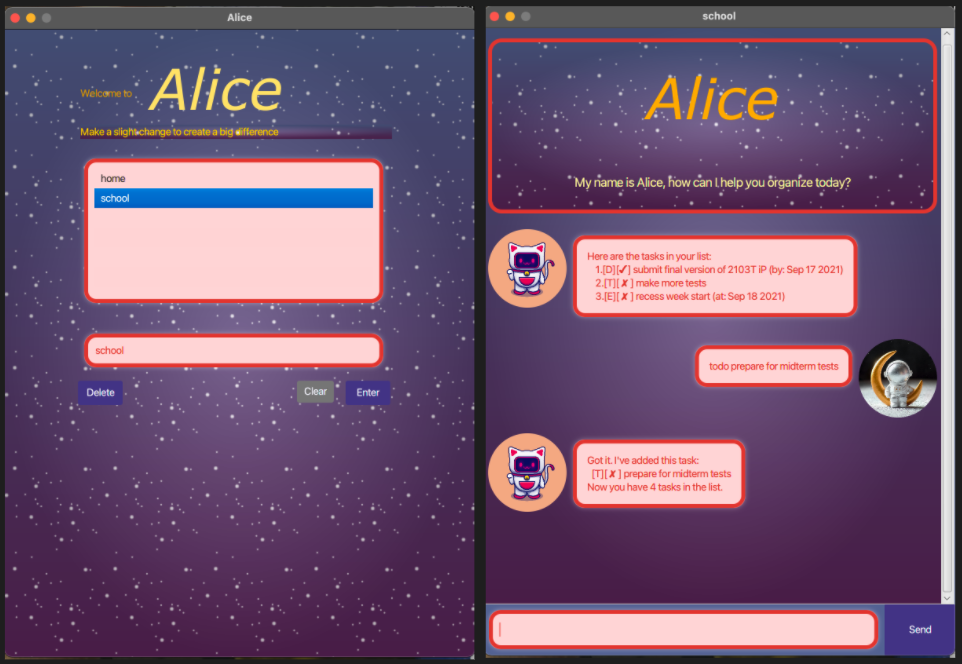 Alice
Welcome to Alice
Make a slight change to create a big difference
home
school
school
Delete
Clear
Enter
school
Alice
My name is Alice, how can I help you organize today?
Here are the tasks in your list:
1.[D][✔] submit final version of 2103T iP (by: Sep 17 2021)
2.[T][✘] make more tests
3.[E][✘] recess week start (at: Sep 18 2021)
todo prepare for midterm tests
Got it. I've added this task:
[T][✘] prepare for midterm tests
Now you have 4 tasks in the list.
Send